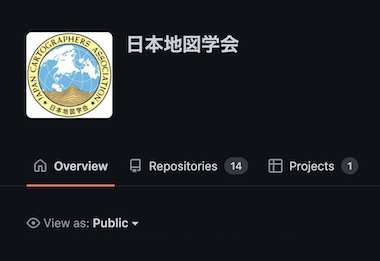 日本地図学会
JAPAN CARTOGRAPHERS ASSOCIATION
日本地図学会
Overview
Repositories 14
Projects 1
View as: Public